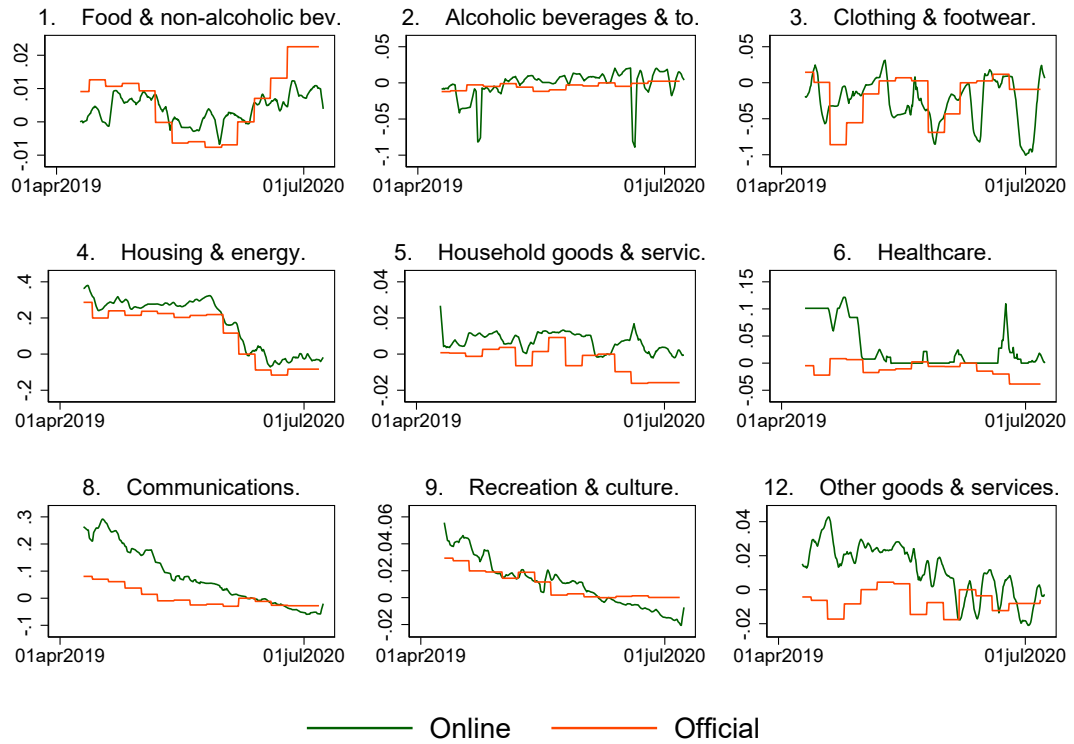 1. Food & non-alcoholic bev.
.02
.01
0
-.01
01apr2019 01jul2020
2. Alcoholic beverages & to.
.05
0
-.05
-.1
01apr2019 01jul2020
3. Clothing & footwear.
.05
0
-.05
-.1
01apr2019 01jul2020
4. Housing & energy.
.4
.2
0
-.2
01apr2019 01jul2020
5. Household goods & servic.
.04
.02
0
-.02
01apr2019 01jul2020
6. Healthcare.
.15
.1
.05
0
-.05
01apr2019 01jul2020
8. Communications.
.3
.2
.1
0
-.1
01apr2019 01jul2020
9. Recreation & culture.
.06
.04
.02
0
-.02
01apr2019 01jul2020
12. Other goods & services.
.04
.02
0
-.02
01apr2019 01jul2020
Online Official